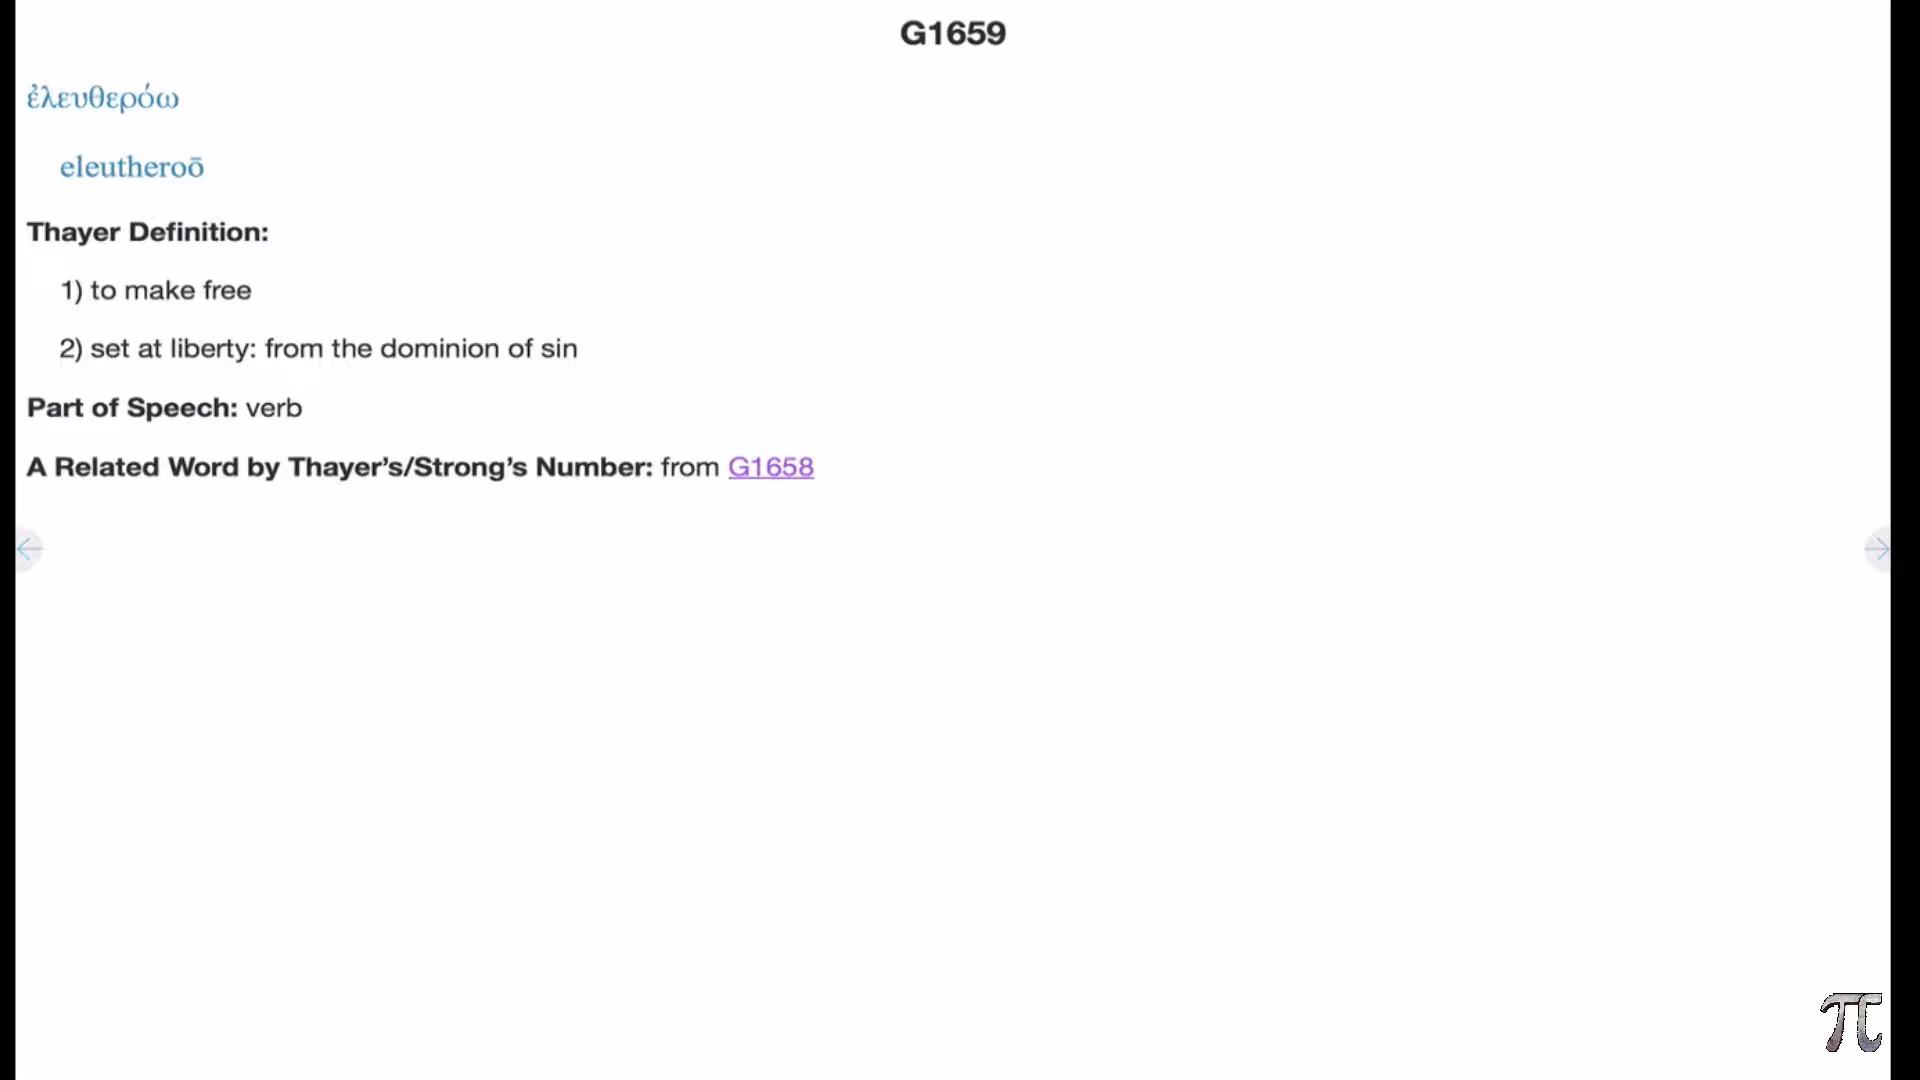 G1659
ἐλευθερόω
eleutheroō
Thayer Definition:
1) to make free
2) set at liberty: from the dominion of sin
Part of Speech: verb
A Related Word by Thayer’s/Strong’s Number: from G1658
π